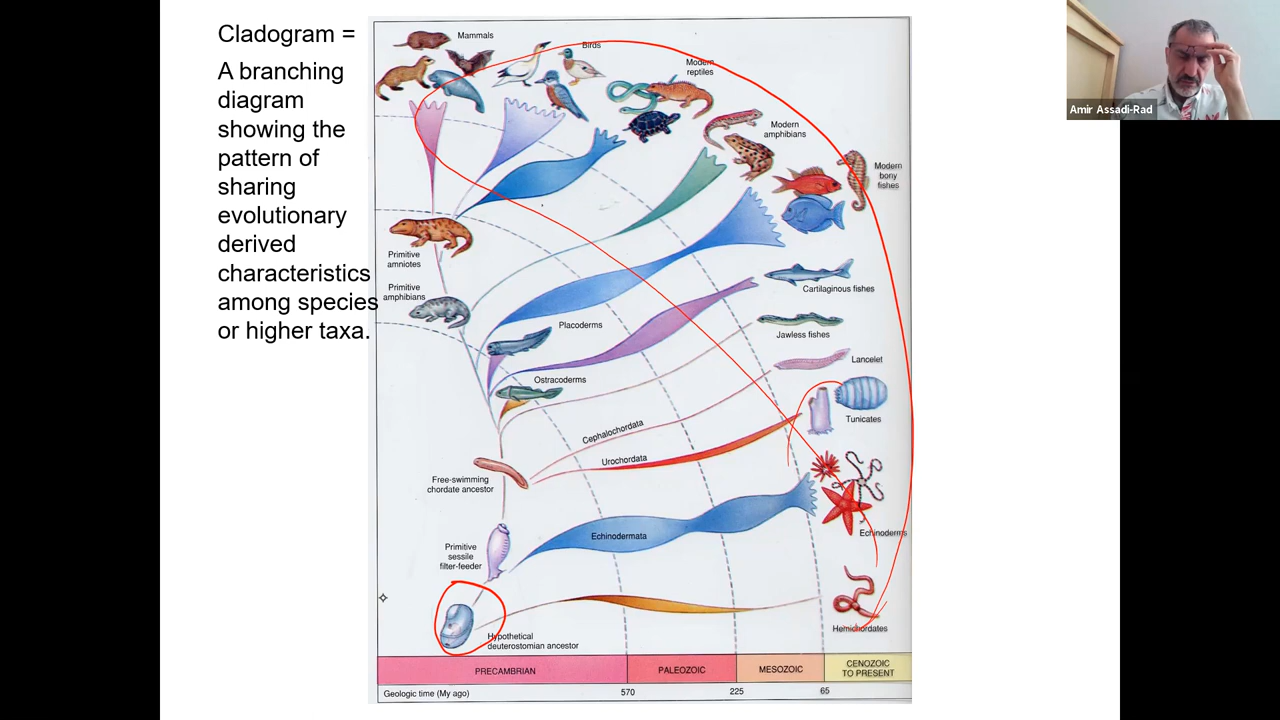 Cladogram =
A branching
diagram
showing the
pattern of
sharing
evolutionary
derived
characteristics
among species
or higher taxa.
Mammals
Birds
Modern
reptiles
Modern
amphibians
Modern
bony
fishes
Primitive
amniotes
Primitive
amphibians
Cartilaginous fishes
Placoderms
Jawless fishes
Lancelet
Ostracoderms
Tunicates
Cephalochordata
Urochordata
Free-swimming
chordate ancestor
Echinoderms
Echinodermata
Primitive
sessile
filter-feeder
Hemichordates
Hypothetical
deuterostomian ancestor
PRECAMBRIAN
PALEOZOIC
MESOZOIC
CENOZOIC
TO PRESENT
Geologic time (My ago)
570
225
65
Amir Assadi-Rad